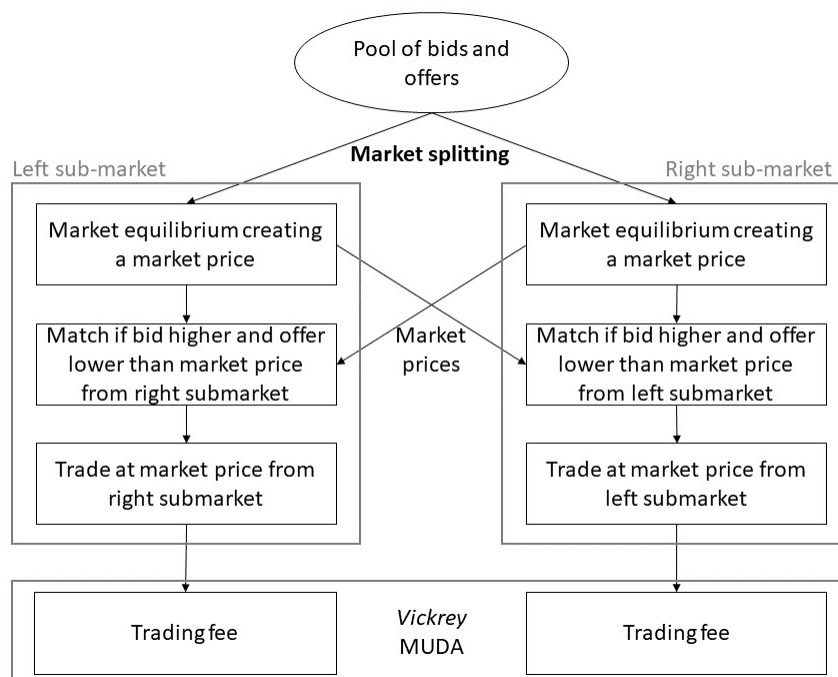 Pool of bids and
offers
Market splitting
Left sub-market
Right sub-market
Market equilibrium creating
a market price
Market equilibrium creating
a market price
Match if bid higher and offer
lower than market price
from right submarket
Market
prices
Match if bid higher and offer
lower than market price
from left submarket
Trade at market price from
right submarket
Trade at market price from
left submarket
Trading fee
Vickrey
MUDA
Trading fee